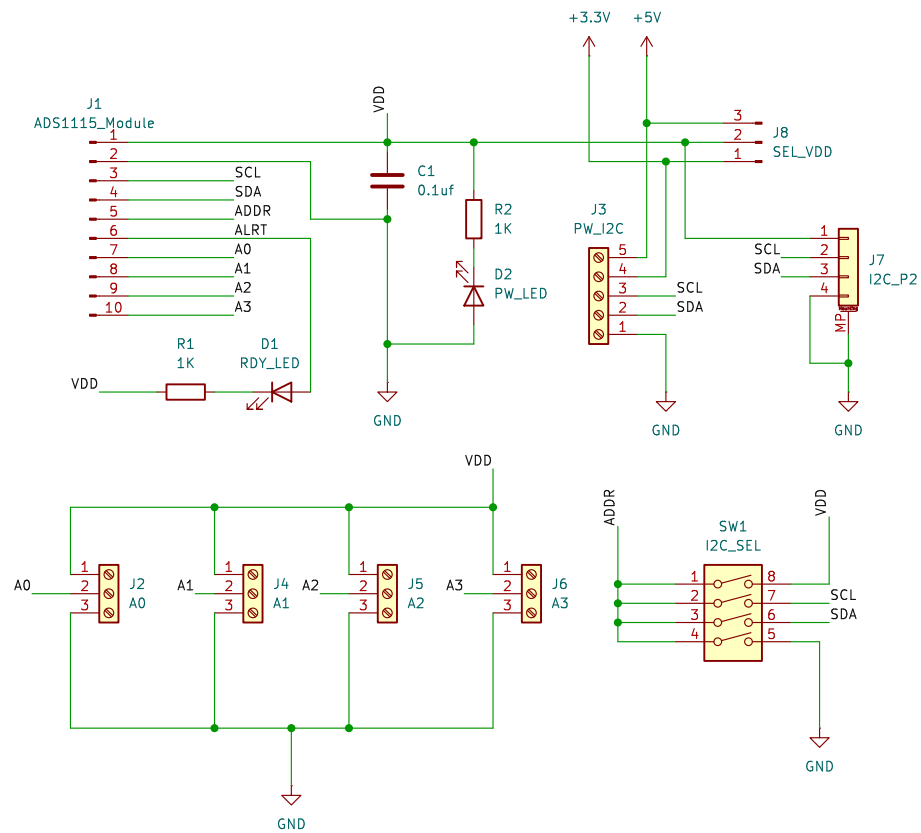 +3.3V
+5V
VDD
J1
ADS1115_Module
1
2
3
4
5
6
7
8
9
10
SCL
SDA
ADDR
ALRT
A0
A1
A2
A3
C1
0.1uf
R2
1K
D2
PW_LED
GND
R1
1K
D1
RDY_LED
VDD
3
2
1
J8
SEL_VDD
J3
PW_I2C
5
4
3
2
1
SCL
SDA
GND
1
2
3
4
SCL
SDA
J7
I2C_P2
MP
GND
VDD
A0
1
2
3
J2
A0
A1
1
2
3
J4
A1
A2
1
2
3
J5
A2
A3
1
2
3
J6
A3
GND
ADDR
VDD
SW1
I2C_SEL
1
2
3
4
8
7
6
5
SCL
SDA
GND